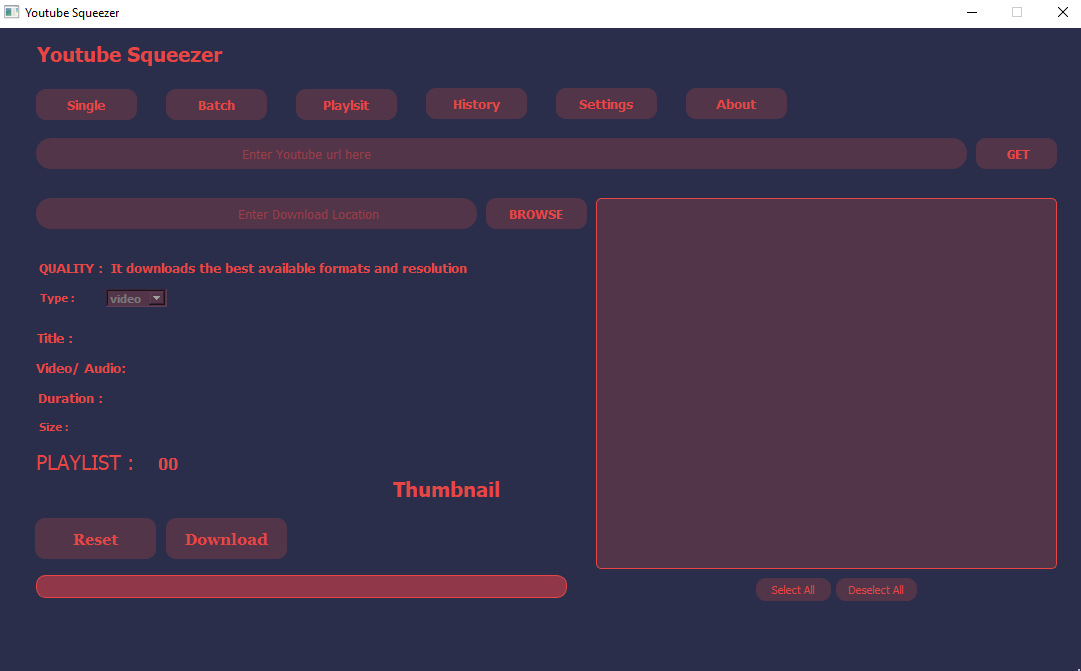 Youtube Squeezer
Youtube Squeezer
Single Batch Playlsit History Settings About
Enter Youtube url here GET
Enter Download Location BROWSE
QUALITY : It downloads the best available formats and resolution
Type : video
Title :
Video/ Audio:
Duration :
Size :
PLAYLIST : 00
Thumbnail
Reset Download
Select All Deselect All